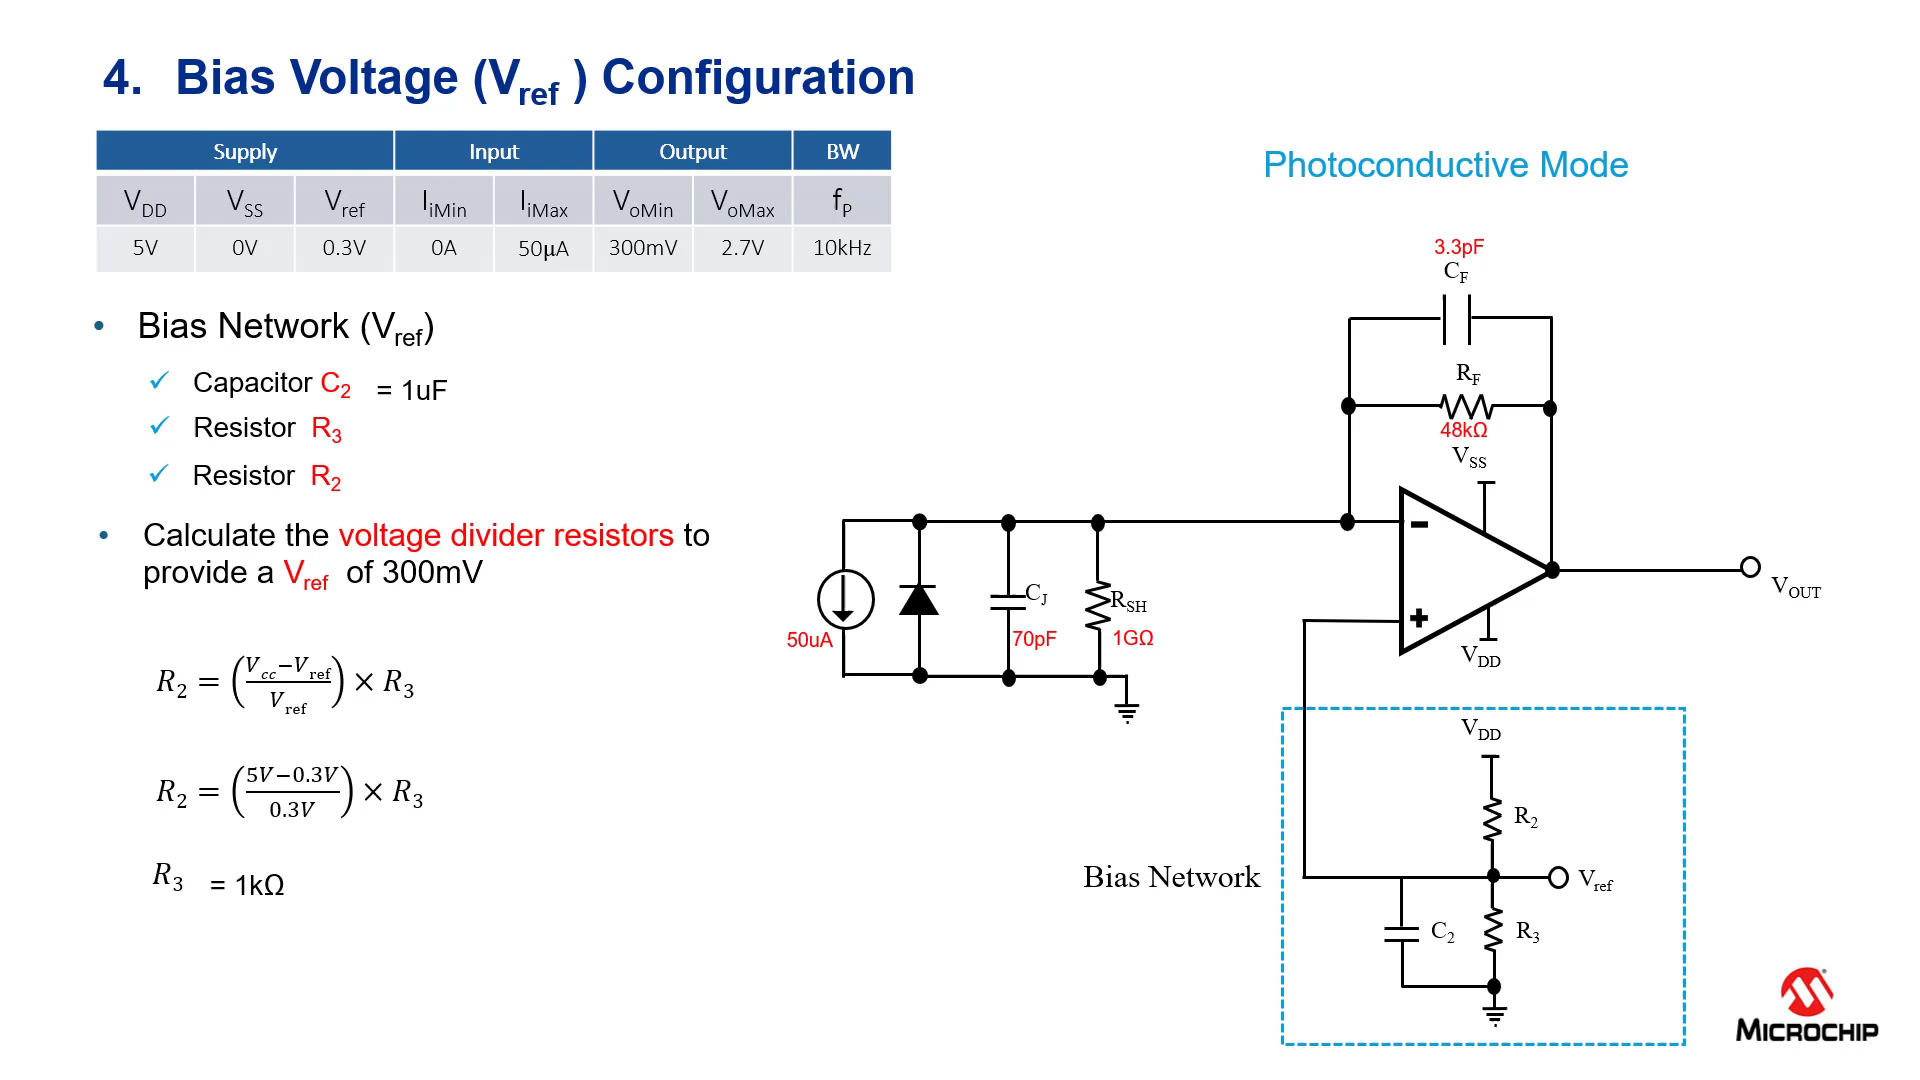 4. Bias Voltage (Vref ) Configuration
Supply Input Output BW
VDD VSS Vref IiMin IiMax VoMin VoMax fP
5V 0V 0.3V 0A 50µA 300mV 2.7V 10kHz
• Bias Network (Vref)
✓ Capacitor C2 = 1uF
✓ Resistor R3
✓ Resistor R2
• Calculate the voltage divider resistors to
provide a Vref of 300mV
R2 = (Vcc−Vref / Vref) × R3
R2 = (5V−0.3V / 0.3V) × R3
R3 = 1kΩ
Photoconductive Mode
3.3pF
CF
RF
48kΩ
VSS
50uA
CJ
70pF
RSH
1GΩ
VOUT
VDD
VDD
R2
Bias Network
Vref
C2
R3
MICROCHIP